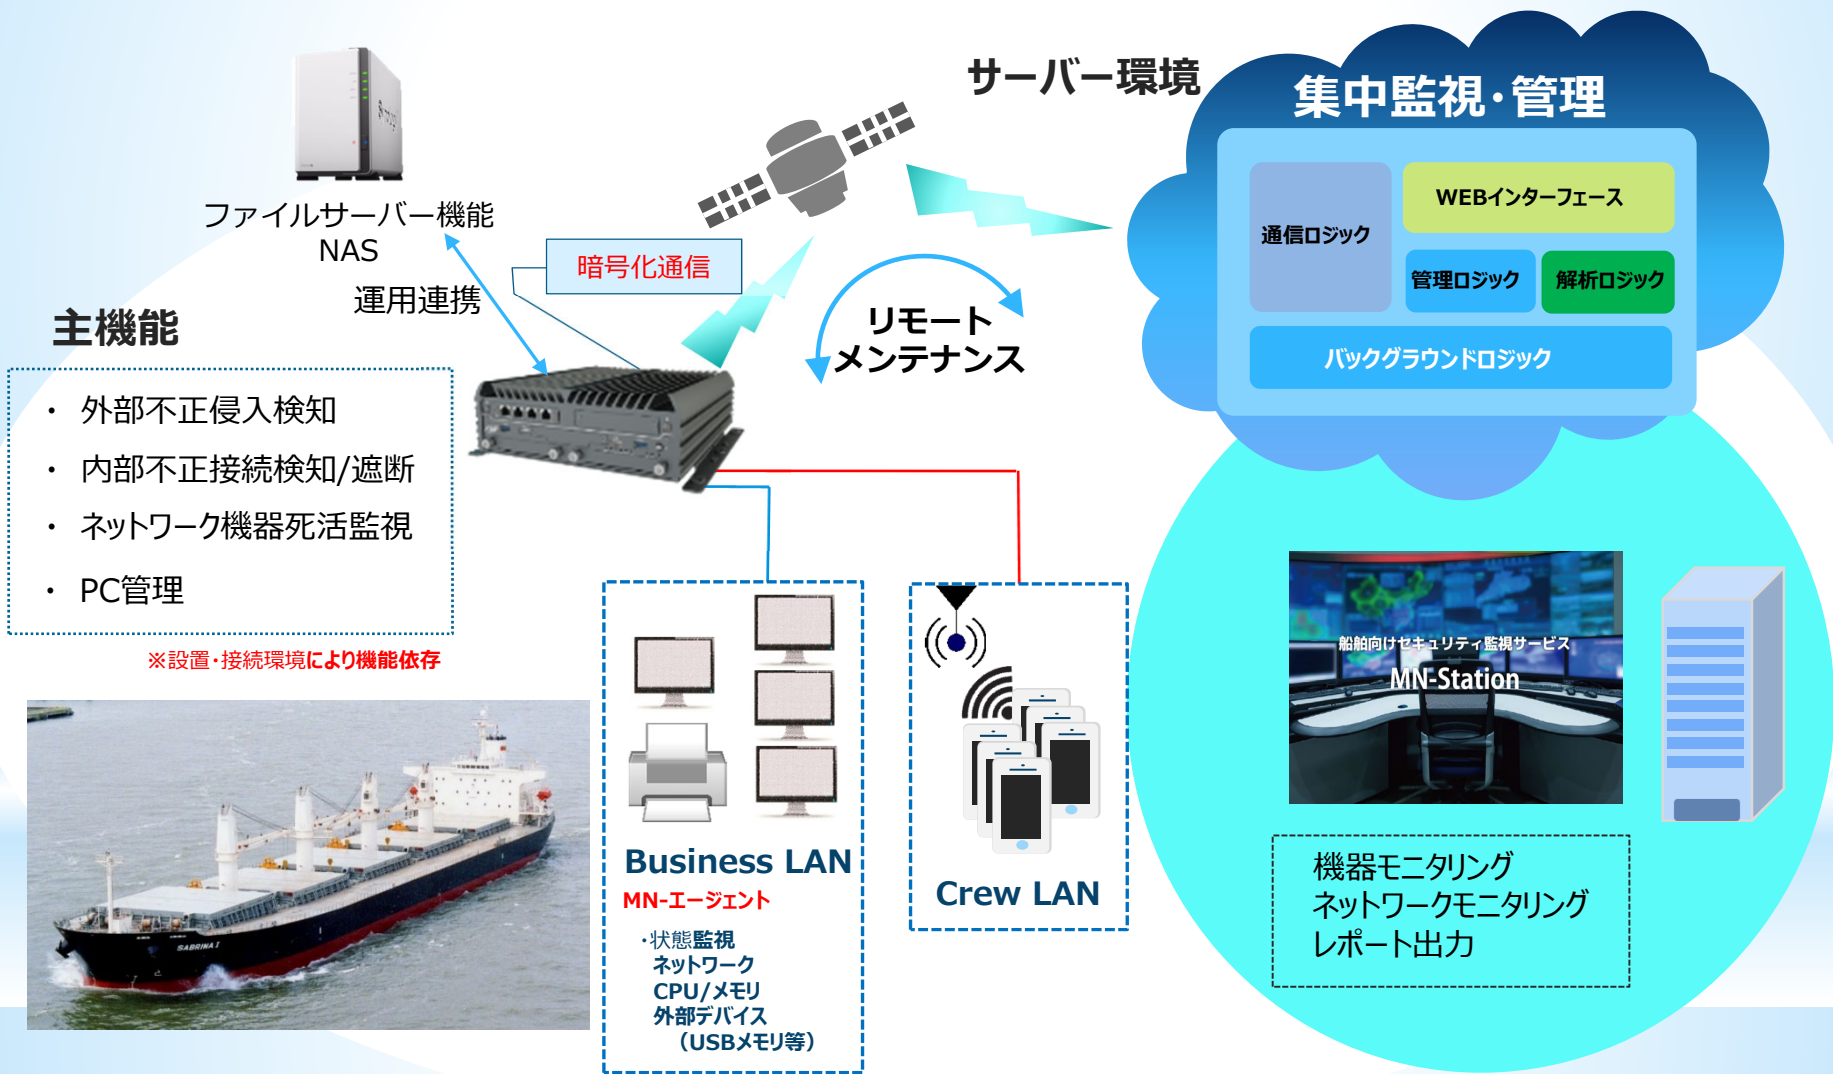 サーバー環境
集中監視・管理
通信ロジック
WEBインターフェース
管理ロジック
解析ロジック
バックグラウンドロジック
ファイルサーバー機能
NAS
運用連携
暗号化通信
リモート
メンテナンス
主機能
・ 外部不正侵入検知
・ 内部不正接続検知/遮断
・ ネットワーク機器死活監視
・ PC管理
※設置・接続環境により機能依存
SABRINA I
Business LAN
MN-エージェント
・状態監視
ネットワーク
CPU/メモリ
外部デバイス
（USBメモリ等）
Crew LAN
船舶向けセキュリティ監視サービス
MN-Station
機器モニタリング
ネットワークモニタリング
レポート出力